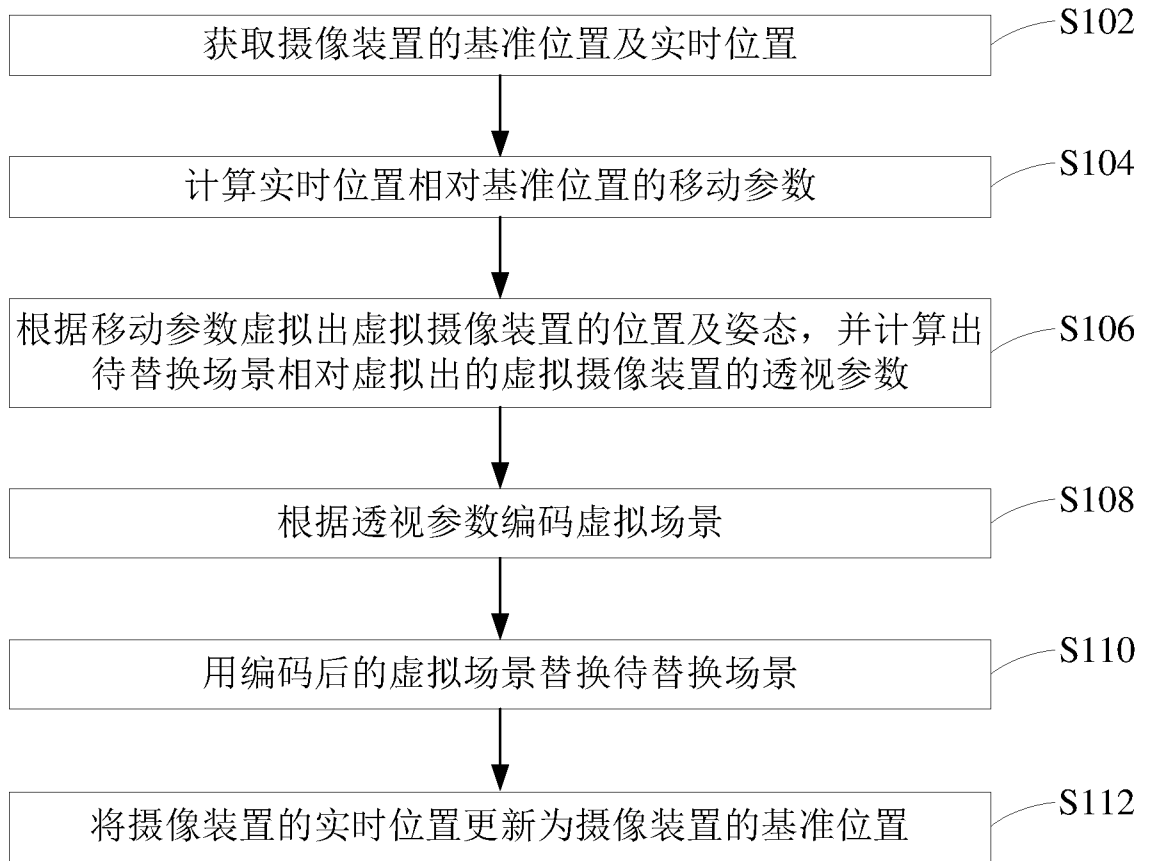 获取摄像装置的基准位置及实时位置
S102
计算实时位置相对基准位置的移动参数
S104
根据移动参数虚拟出虚拟摄像装置的位置及姿态，并计算出
待替换场景相对虚拟出的虚拟摄像装置的透视参数
S106
根据透视参数编码虚拟场景
S108
用编码后的虚拟场景替换待替换场景
S110
将摄像装置的实时位置更新为摄像装置的基准位置
S112